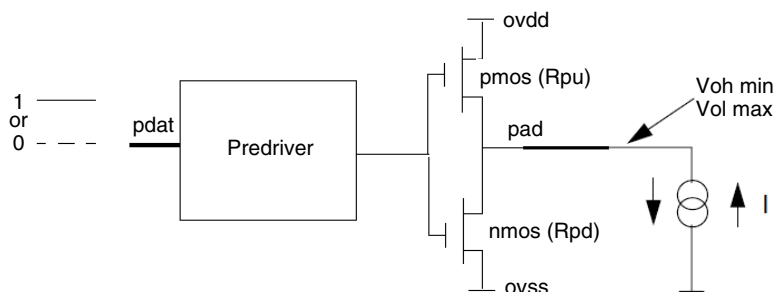 ovdd
pmos (Rpu)
Voh min
Vol max
1
or
0
pdat
Predriver
pad
I
nmos (Rpd)
ovss